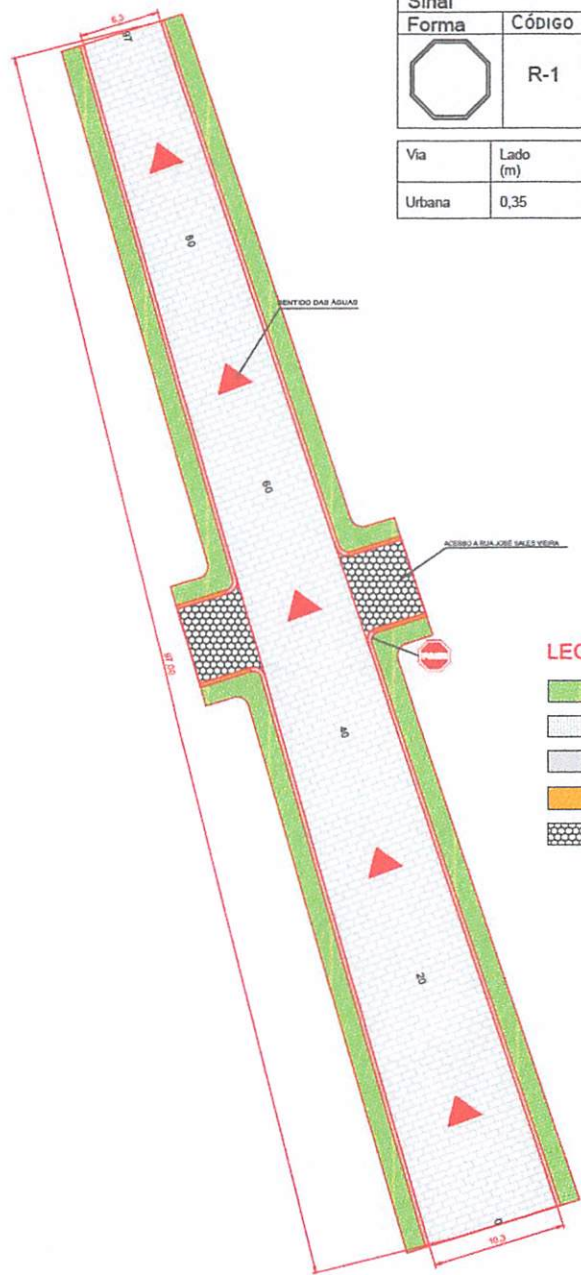 Sinal
Forma CÓDIGO
R-1
Via Lado (m)
Urbana 0,35
6,3
97
80
SENTIDO DAS ÁGUAS
60
ACESSO A RUA JOSÉ SALES VIEIRA
97,00
40
LEG
20
0
10,3